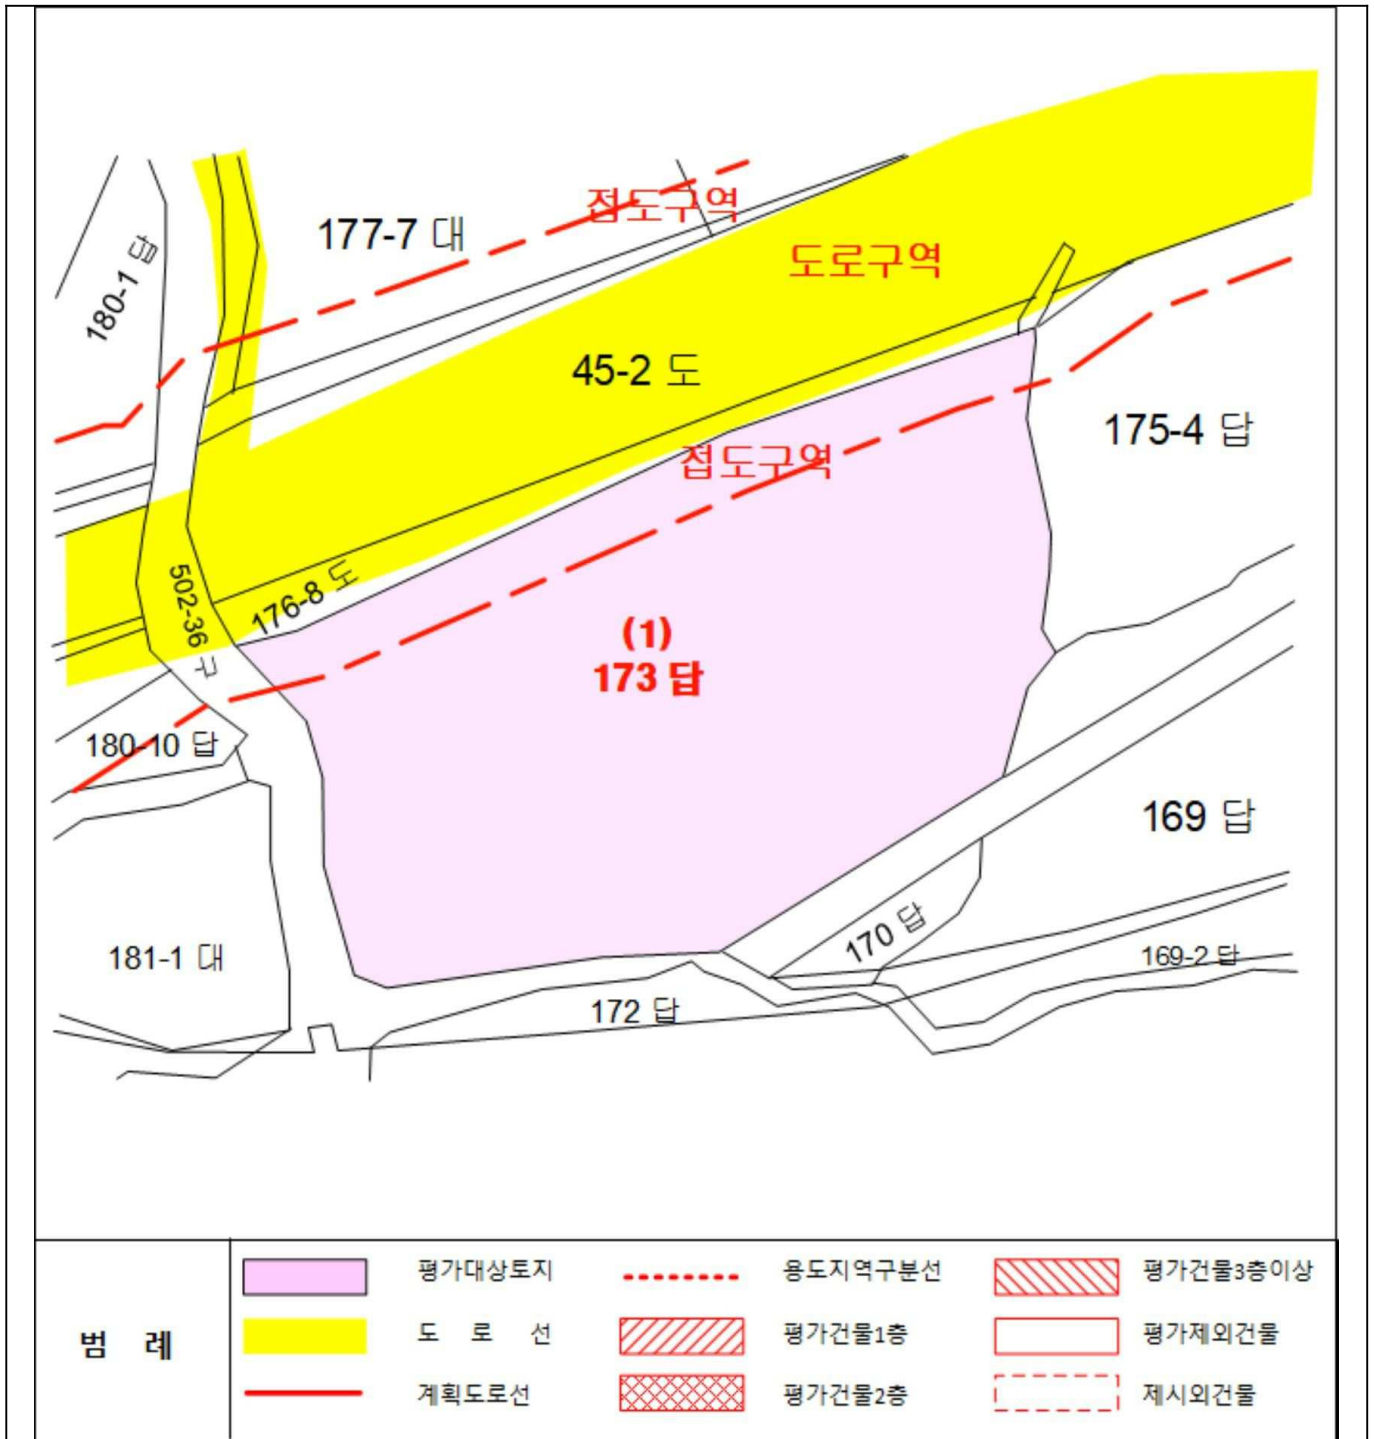 접도구역
177-7 대
180-1 답
도로구역
45-2 도
175-4 답
접도구역
502-36 구
176-8 도
(1)
173 답
180-10 답
169 답
170 답
181-1 대
169-2 답
172 답
범 례
평가대상토지
용도지역구분선
평가건물3층이상
도 로 선
평가건물1층
평가제외건물
계획도로선
평가건물2층
제시외건물